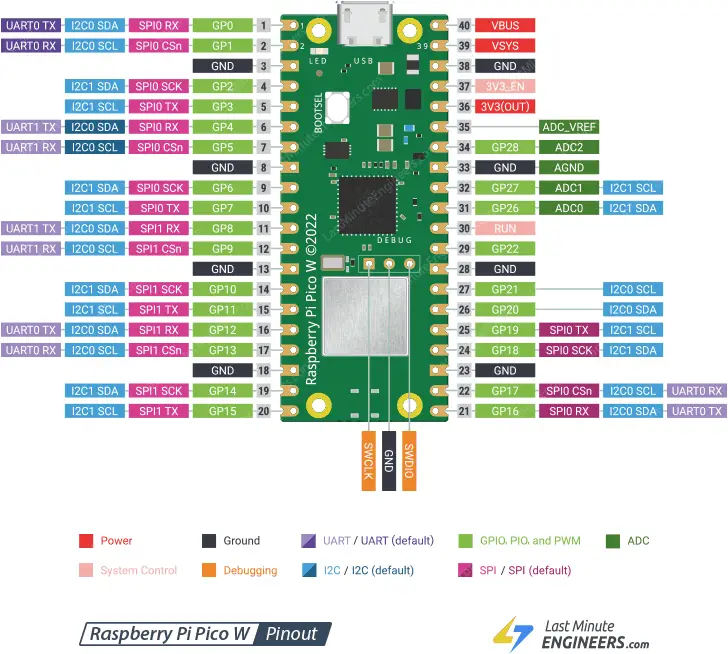 UART0 TX I2C0 SDA SPI0 RX GP0 1 1 40 VBUS
UART0 RX I2C0 SCL SPI0 CSn GP1 2 2 39 39 VSYS
GND 3 LED USB 38 GND
I2C1 SDA SPI0 SCK GP2 4 37 3V3_EN
I2C1 SCL SPI0 TX GP3 5 BOOTSEL 36 3V3(OUT)
UART1 TX I2C0 SDA SPI0 RX GP4 6 35 ADC_VREF
UART1 RX I2C0 SCL SPI0 CSn GP5 7 34 GP28 ADC2
GND 8 33 GND AGND
I2C1 SDA SPI0 SCK GP6 9 32 GP27 ADC1 I2C1 SCL
I2C1 SCL SPI0 TX GP7 10 31 GP26 ADC0 I2C1 SDA
UART1 TX I2C0 SDA SPI1 RX GP8 11 30 RUN
DEBUG
UART1 RX I2C0 SCL SPI1 CSn GP9 12 29 GP22
GND 13 28 GND
I2C1 SDA SPI1 SCK GP10 14 27 GP21 I2C0 SCL
I2C1 SCL SPI1 TX GP11 15 26 GP20 I2C0 SDA
UART0 TX I2C0 SDA SPI1 RX GP12 16 25 GP19 SPI0 TX I2C1 SCL
UART0 RX I2C0 SCL SPI1 CSn GP13 17 24 GP18 SPI0 SCK I2C1 SDA
GND 18 23 GND
I2C1 SDA SPI1 SCK GP14 19 22 GP17 SPI0 CSn I2C0 SCL UART0 RX
I2C1 SCL SPI1 TX GP15 20 21 GP16 SPI0 RX I2C0 SDA UART0 TX
Raspberry Pi Pico W ©2022
SWCLK GND SWDIO
Power Ground UART / UART (default) GPIO, PIO, and PWM ADC
System Control Debugging I2C / I2C (default) SPI / SPI (default)
Raspberry Pi Pico W Pinout
Last Minute
ENGINEERS.com